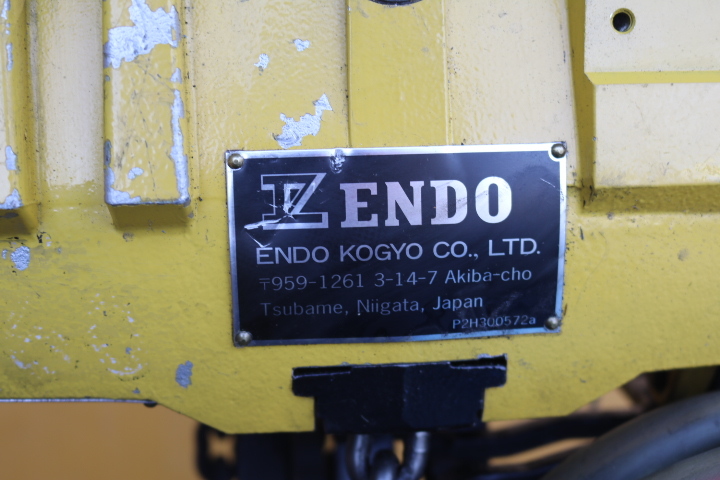 ENDO
ENDO KOGYO CO., LTD.
〒959-1261 3-14-7 Akiba-cho
Tsubame, Niigata, Japan
P2H300572a